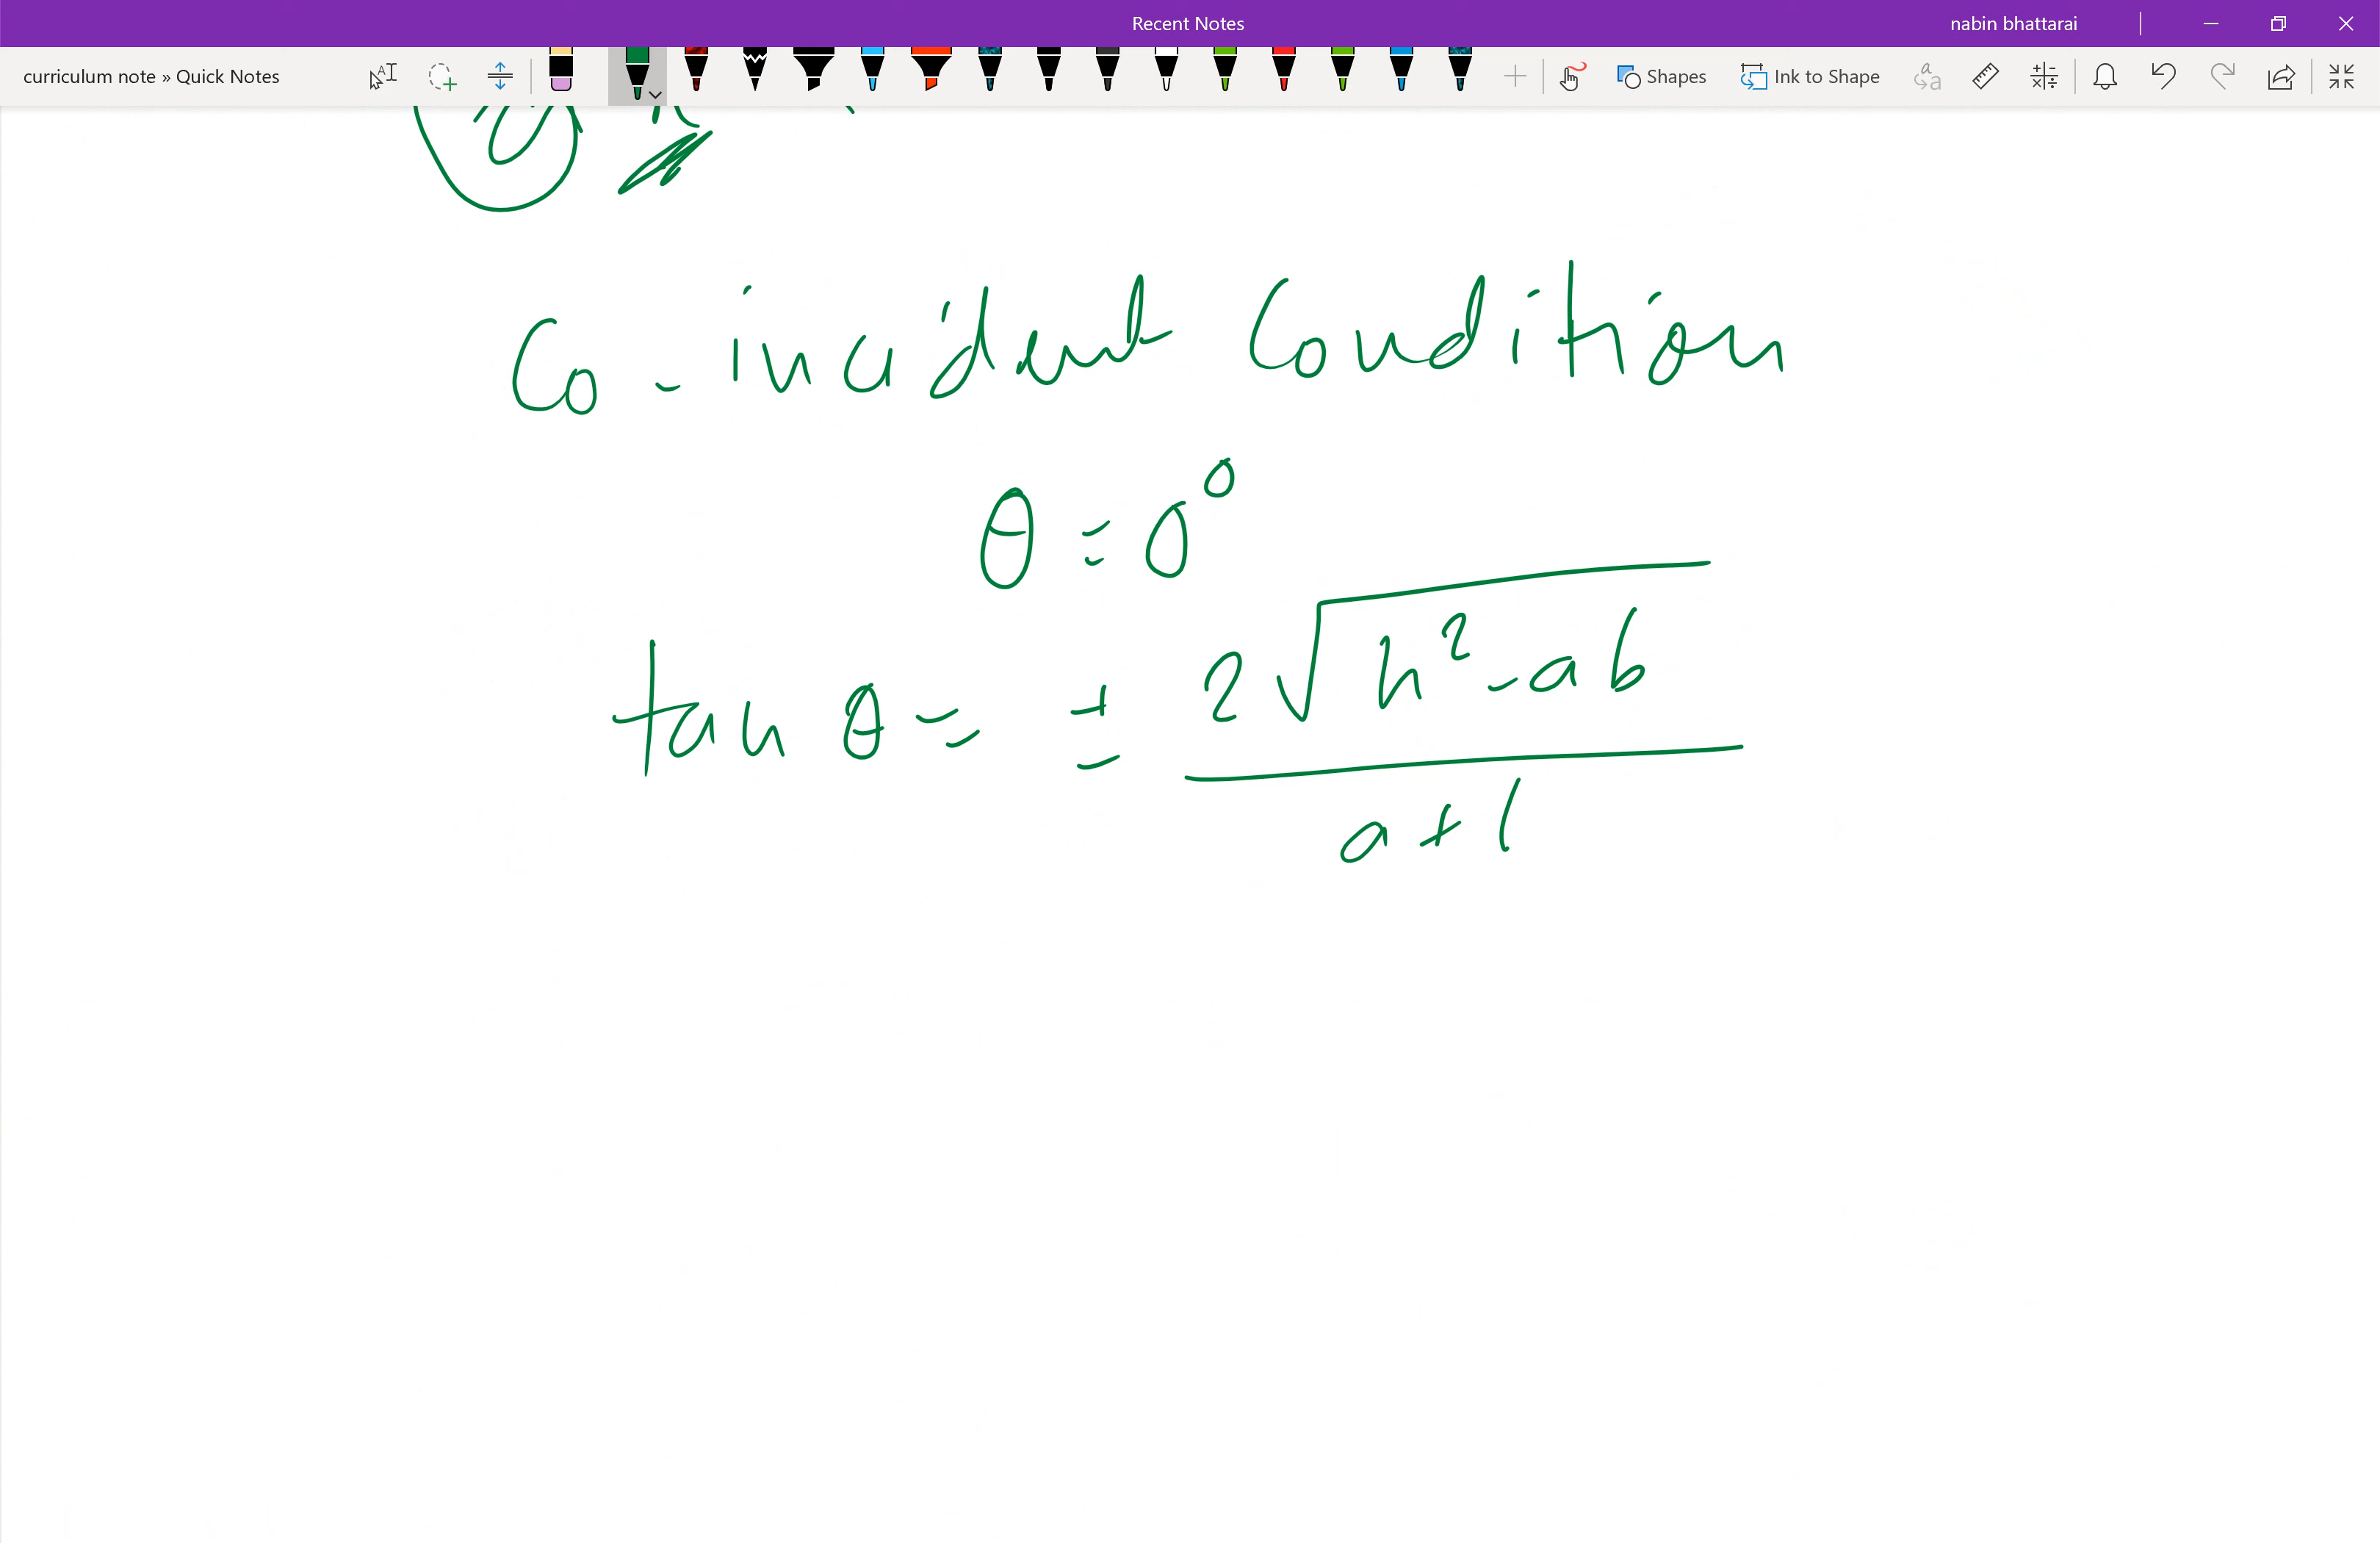 Recent Notes
nabin bhattarai
curriculum note » Quick Notes
Shapes
Ink to Shape
Co-incident Condition
θ = 0°
tan θ = ± 2√(h² - ab) / a + l